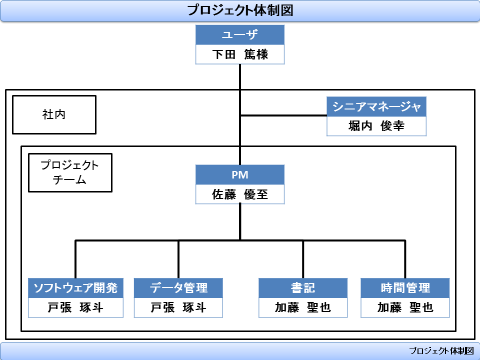 プロジェクト体制図
ユーザ
下田 篤様
社内
シニアマネージャ
堀内 俊幸
プロジェクト
チーム
PM
佐藤 優至
ソフトウェア開発
データ管理
書記
時間管理
戸張 琢斗
戸張 琢斗
加藤 聖也
加藤 聖也
プロジェクト体制図